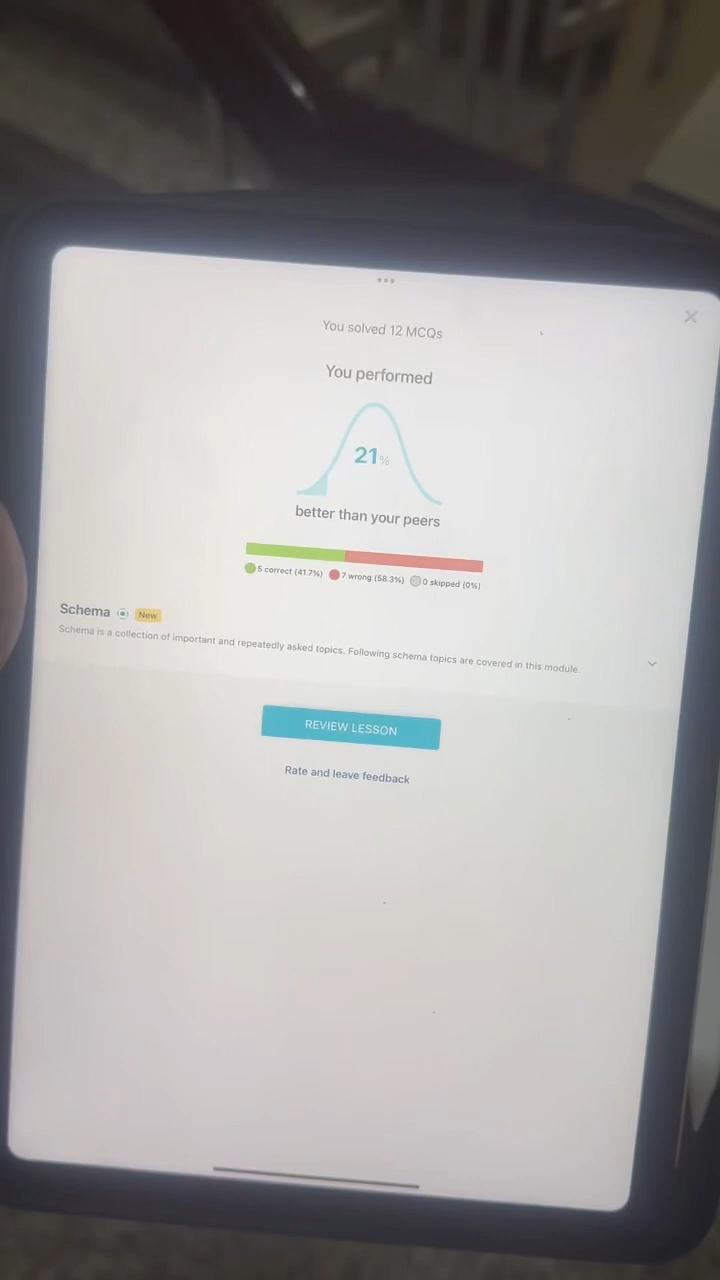 You solved 12 MCQs
You performed
21%
better than your peers
5 correct (41.7%) 7 wrong (58.3%) 0 skipped (0%)
Schema New
Schema is a collection of important and repeatedly asked topics. Following schema topics are covered in this module.
REVIEW LESSON
Rate and leave feedback